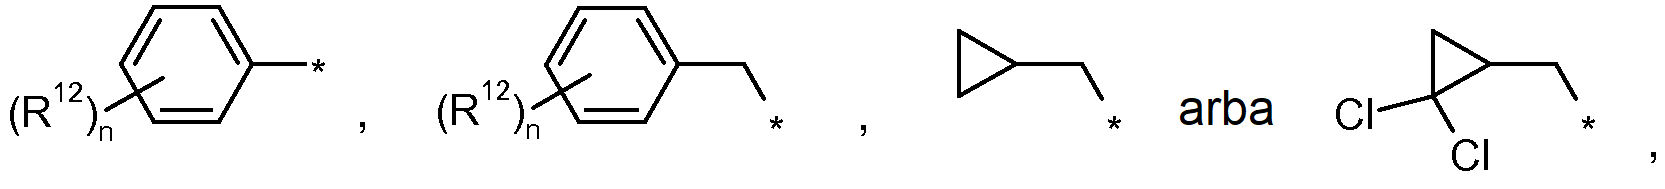 (R12)n * , (R12)n * , * arba Cl Cl * ,